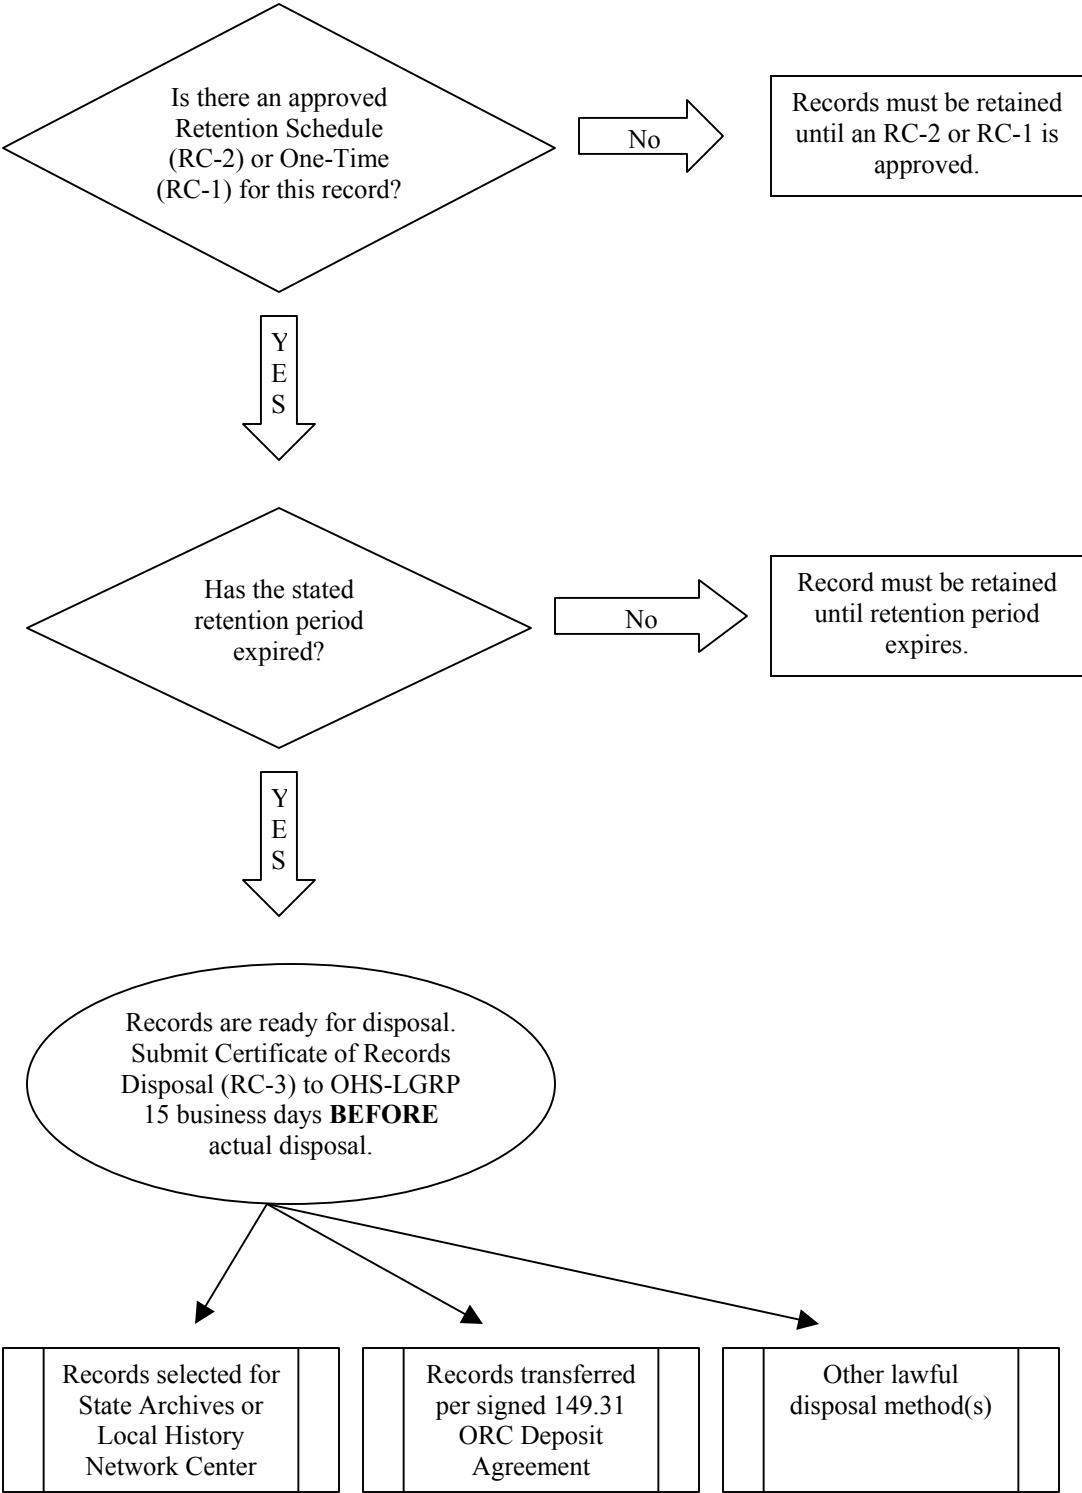 Is there an approved
Retention Schedule
(RC-2) or One-Time
(RC-1) for this record?
No
Records must be retained
until an RC-2 or RC-1 is
approved.
Y
E
S
Has the stated
retention period
expired?
No
Record must be retained
until retention period
expires.
Y
E
S
Records are ready for disposal.
Submit Certificate of Records
Disposal (RC-3) to OHS-LGRP
15 business days BEFORE
actual disposal.
Records selected for
State Archives or
Local History
Network Center
Records transferred
per signed 149.31
ORC Deposit
Agreement
Other lawful
disposal method(s)